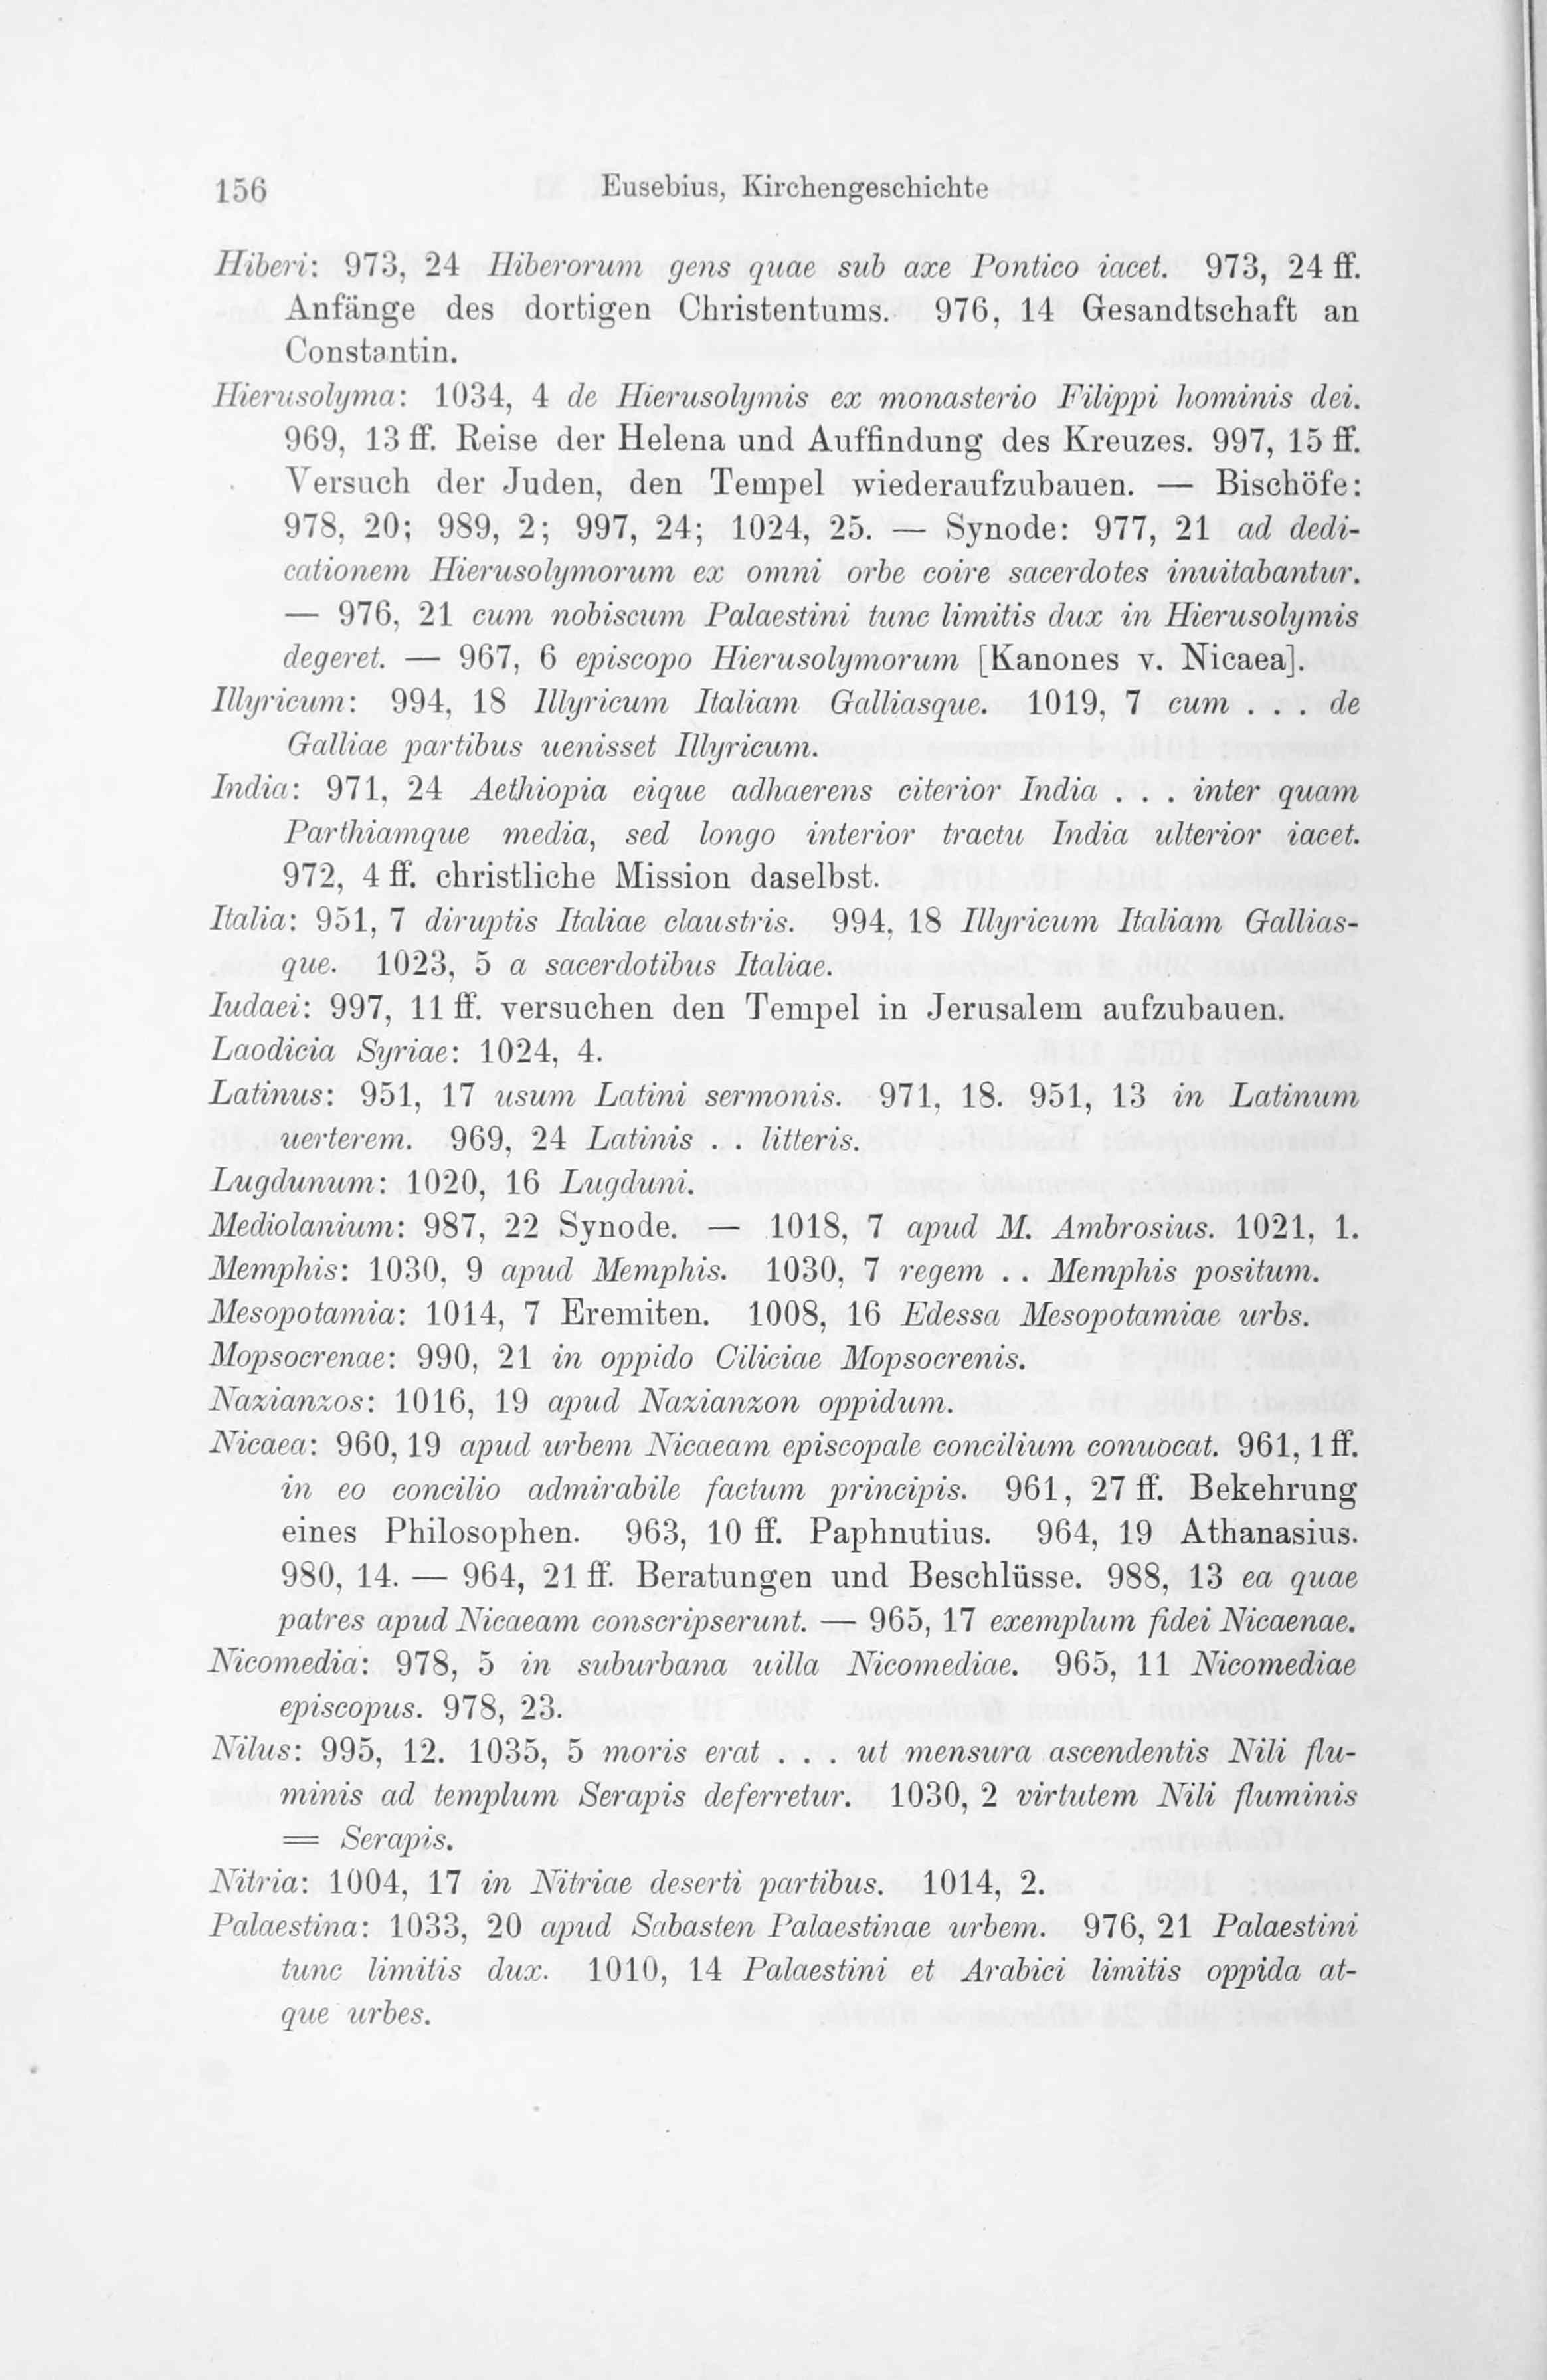 156
Eusebius, Kirchengeschichte
Hiberi: 973, 24 Hiberorum gens quae sub axe Pontico iacet. 973, 24 ff.
Anfänge des dortigen Christentums. 976, 14 Gesandtschaft an
Constantin.
Hierusolyma: 1034, 4 de Hierusolymis ex monasterio Filippi hominis dei.
969, 13 ff. Reise der Helena und Auffindung des Kreuzes. 997, 15 ff.
Versuch der Juden, den Tempel wiederaufzubauen. — Bischöfe:
978, 20; 989, 2; 997, 24; 1024, 25. — Synode: 977, 21 ad dedi-
cationem Hierusolymorum ex omni orbe coire sacerdotes inuitabantur.
— 976, 21 cum nobiscum Palaestini tunc limitis dux in Hierusolymis
degeret. — 967, 6 episcopo Hierusolymorum [Kanones v. Nicaea].
Illyricum: 994, 18 Illyricum Italiam Galliasque. 1019, 7 cum . . . de
Galliae partibus uenisset Illyricum.
India: 971, 24 Aethiopia eique adhaerens citerior India . . . inter quam
Parthiamque media, sed longo interior tractu India ulterior iacet.
972, 4 ff. christliche Mission daselbst.
Italia: 951, 7 diruptis Italiae claustris. 994, 18 Illyricum Italiam Gallias-
que. 1023, 5 a sacerdotibus Italiae.
Iudaei: 997, 11 ff. versuchen den Tempel in Jerusalem aufzubauen.
Laodicia Syriae: 1024, 4.
Latinus: 951, 17 usum Latini sermonis. 971, 18. 951, 13 in Latinum
uerterem. 969, 24 Latinis . . litteris.
Lugdunum: 1020, 16 Lugduni.
Mediolanium: 987, 22 Synode. — 1018, 7 apud M. Ambrosius. 1021, 1.
Memphis: 1030, 9 apud Memphis. 1030, 7 regem . . Memphis positum.
Mesopotamia: 1014, 7 Eremiten. 1008, 16 Edessa Mesopotamiae urbs.
Mopsocrenae: 990, 21 in oppido Ciliciae Mopsocrenis.
Nazianzos: 1016, 19 apud Nazianzon oppidum.
Nicaea: 960, 19 apud urbem Nicaeam episcopale concilium conuocat. 961, 1 ff.
in eo concilio admirabile factum principis. 961, 27 ff. Bekehrung
eines Philosophen. 963, 10 ff. Paphnutius. 964, 19 Athanasius.
980, 14. — 964, 21 ff. Beratungen und Beschlüsse. 988, 13 ea quae
patres apud Nicaeam conscripserunt. — 965, 17 exemplum fidei Nicaenae.
Nicomedia: 978, 5 in suburbana uilla Nicomediae. 965, 11 Nicomediae
episcopus. 978, 23.
Nilus: 995, 12. 1035, 5 moris erat . . . ut mensura ascendentis Nili flu-
minis ad templum Serapis deferretur. 1030, 2 virtutem Nili fluminis
= Serapis.
Nitria: 1004, 17 in Nitriae deserti partibus. 1014, 2.
Palaestina: 1033, 20 apud Sabasten Palaestinae urbem. 976, 21 Palaestini
tunc limitis dux. 1010, 14 Palaestini et Arabici limitis oppida at-
que urbes.